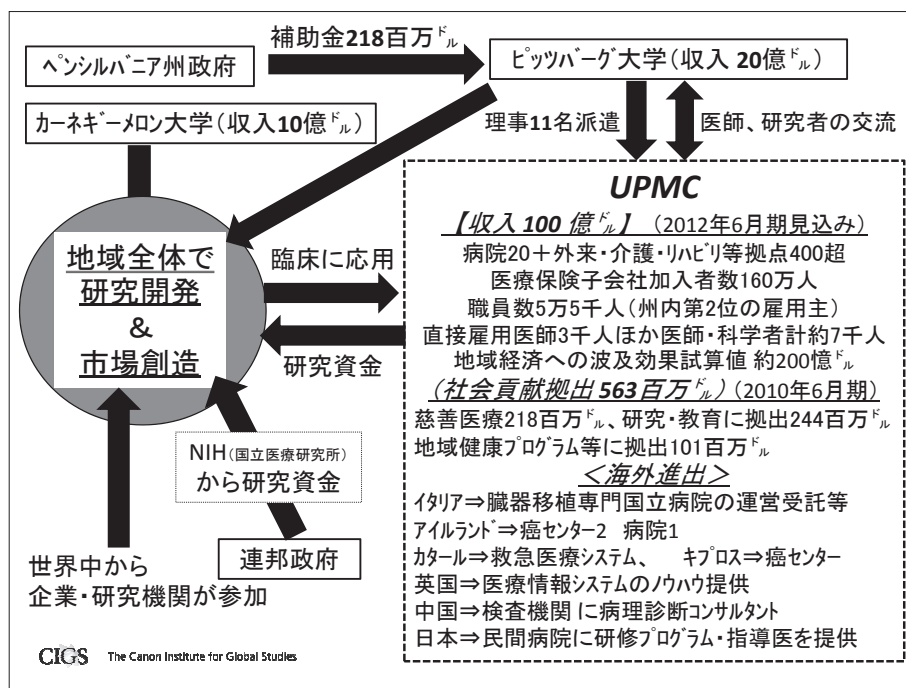 補助金218百万㌦
ﾍﾟﾝｼﾙﾊﾞﾆｱ州政府
ﾋﾟｯﾂﾊﾞｰｸﾞ大学（収入 20億㌦）
ｶｰﾈｷﾞｰﾒﾛﾝ大学（収入10億㌦）
理事11名派遣
医師、研究者の交流
地域全体で
研究開発
&
市場創造
臨床に応用
研究資金
NIH（国立医療研究所）
から研究資金
連邦政府
世界中から
企業・研究機関が参加
UPMC
【収入 100 億㌦】 （2012年6月期見込み）
病院20＋外来・介護・ﾘﾊﾋﾞﾘ等拠点400超
医療保険子会社加入者数160万人
職員数5万5千人（州内第2位の雇用主）
直接雇用医師3千人ほか医師・科学者計約7千人
地域経済への波及効果試算値 約200憶㌦
（社会貢献拠出 563百万㌦）（2010年6月期）
慈善医療218百万㌦、研究・教育に拠出244百万㌦
地域健康プログラム等に拠出101百万㌦
＜海外進出＞
ｲﾀﾘｱ⇒臓器移植専門国立病院の運営受託等
ｱｲﾙﾗﾝﾄﾞ⇒癌センター2 病院1
ｶﾀｰﾙ⇒救急医療システム、 ｷﾌﾟﾛｽ⇒癌センター
英国⇒医療情報システムのノウハウ提供
中国⇒検査機関に病理診断コンサルタント
日本⇒民間病院に研修プログラム・指導医を提供
CIGS The Canon Institute for Global Studies